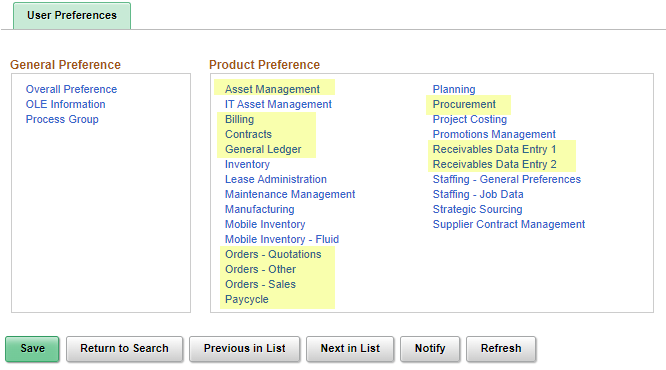 User Preferences
General Preference
Overall Preference
OLE Information
Process Group
Product Preference
Asset Management
IT Asset Management
Billing
Contracts
General Ledger
Inventory
Lease Administration
Maintenance Management
Manufacturing
Mobile Inventory
Mobile Inventory - Fluid
Orders - Quotations
Orders - Other
Orders - Sales
Paycycle
Planning
Procurement
Project Costing
Promotions Management
Receivables Data Entry 1
Receivables Data Entry 2
Staffing - General Preferences
Staffing - Job Data
Strategic Sourcing
Supplier Contract Management
Save
Return to Search
Previous in List
Next in List
Notify
Refresh